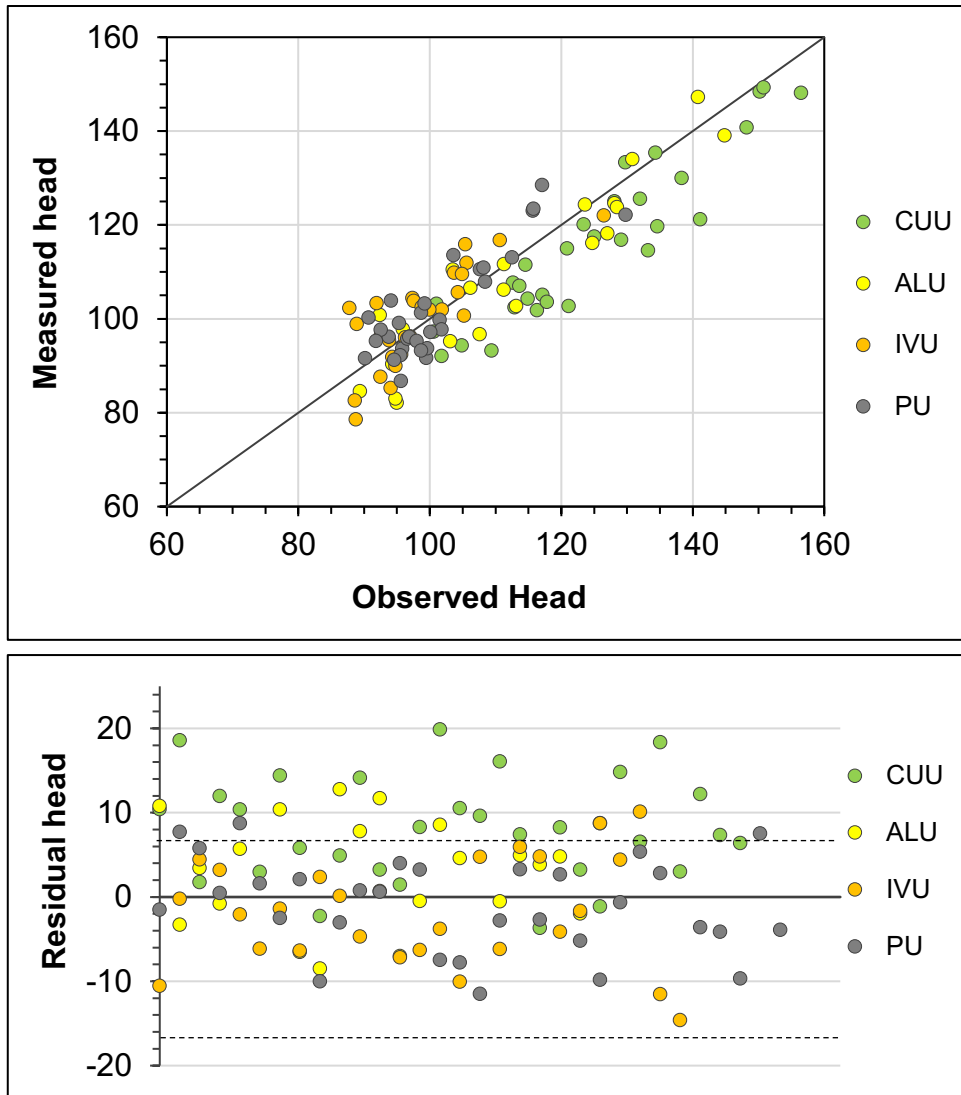 160
140
120
100
80
60
60 80 100 120 140 160
Measured head
Observed Head
CUU
ALU
IVU
PU
20
10
0
-10
-20
Residual head
CUU
ALU
IVU
PU